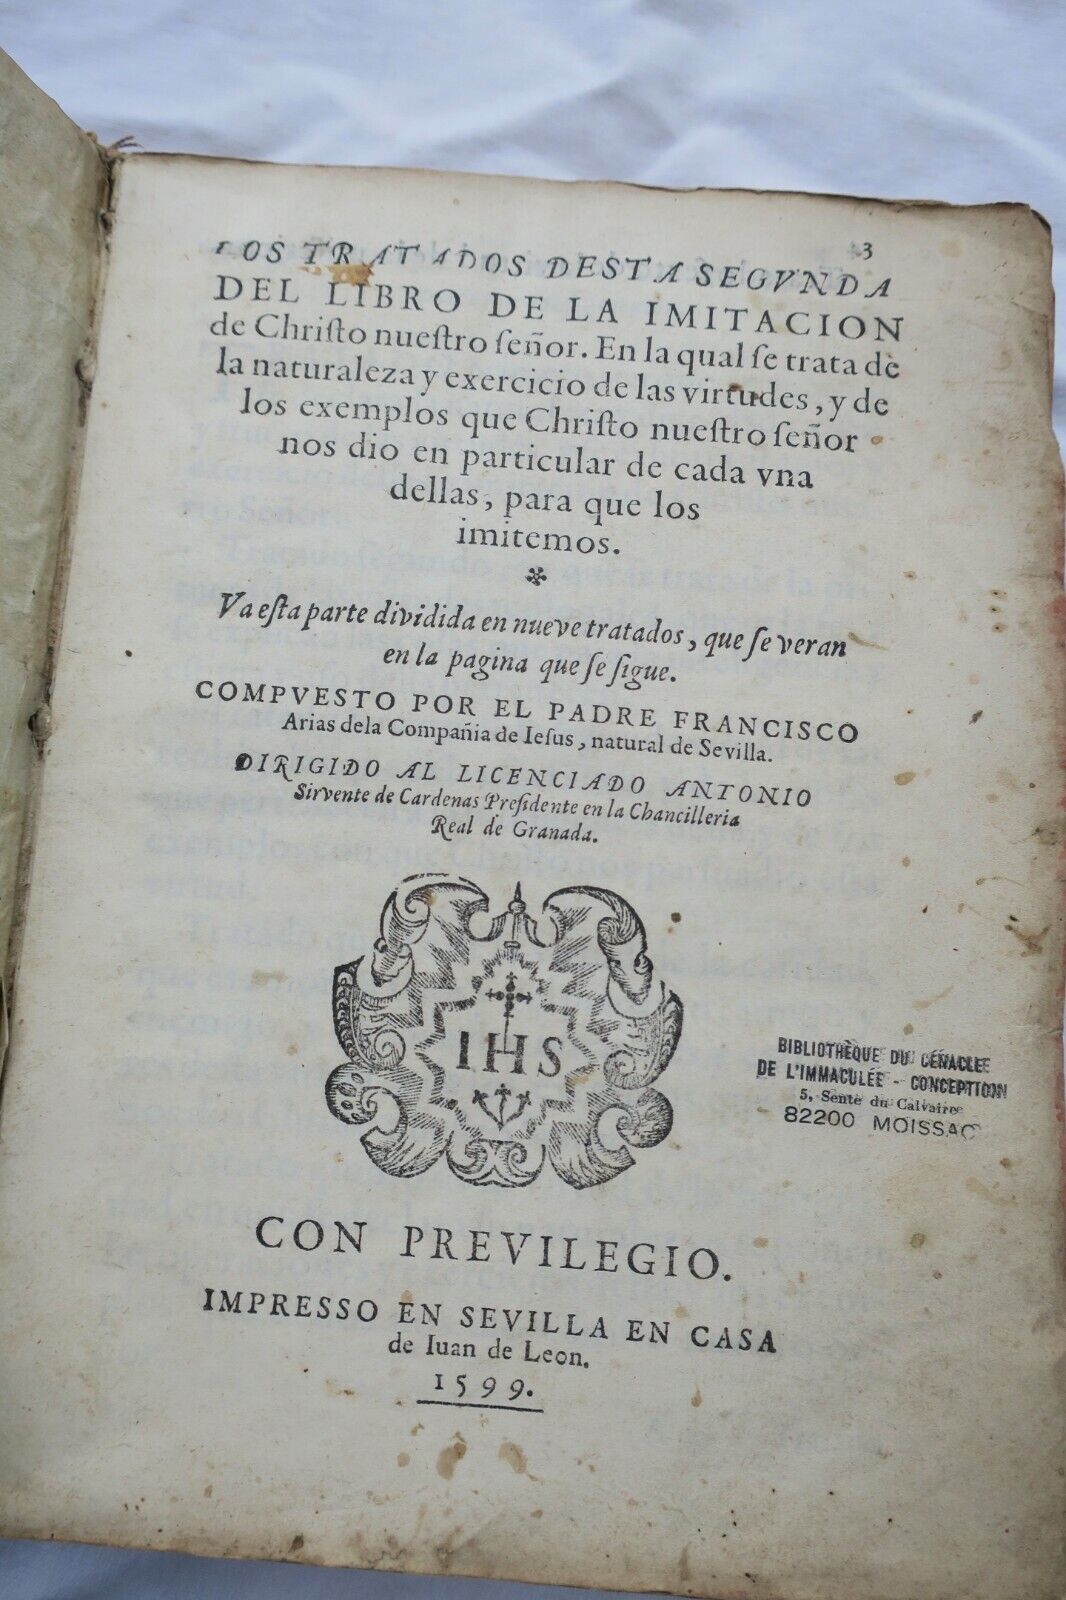 3
LOS TRATADOS DESTA SEGVNDA
DEL LIBRO DE LA IMITACION
de Chriſto nueſtro ſeñor. En la qual ſe trata de
la naturaleza y exercicio de las virtudes, y de
los exemplos que Chriſto nueſtro ſeñor
nos dio en particular de cada vna
dellas, para que los
imitemos.
Va eſta parte dividida en nueve tratados, que ſe veran
en la pagina que ſe ſigue.
COMPVESTO POR EL PADRE FRANCISCO
Arias dela Compañia de Ieſus, natural de Sevilla.
DIRIGIDO AL LICENCIADO ANTONIO
Sirvente de Cardenas Preſidente en la Chancilleria
Real de Granada.
IHS
BIBLIOTHÈQUE DU CÉNACLE
DE L'IMMACULÉE - CONCEPTION
5, Sente du Calvaire
82200 MOISSAC
CON PREVILEGIO.
IMPRESSO EN SEVILLA EN CASA
de Iuan de Leon.
1599.